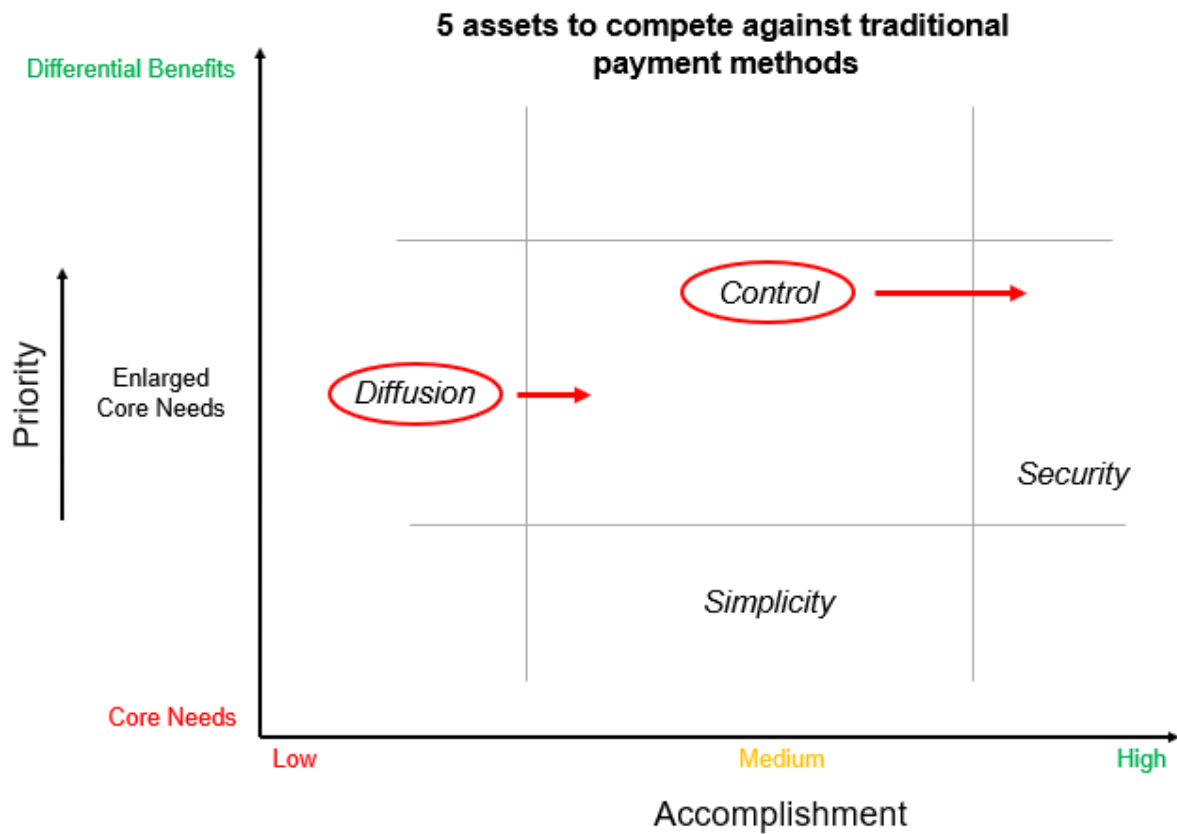 5 assets to compete against traditional
payment methods
Differential Benefits
Control
Priority
Enlarged
Core Needs
Diffusion
Security
Simplicity
Core Needs
Low
Medium
High
Accomplishment